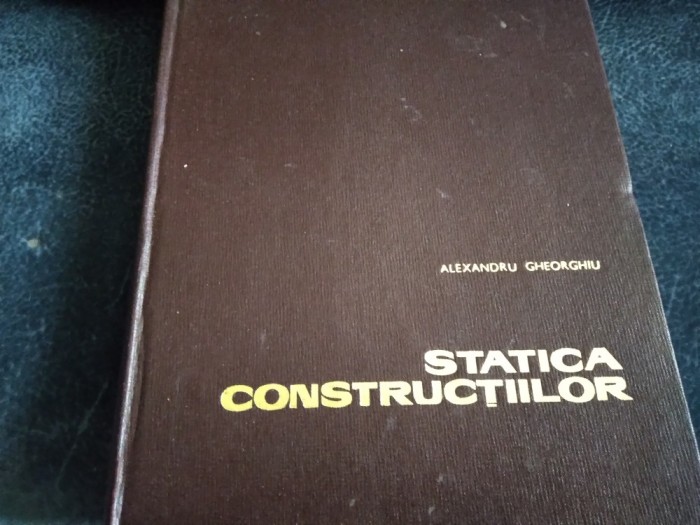 ALEXANDRU GHEORGHIU
STATICA
CONSTRUCȚIILOR